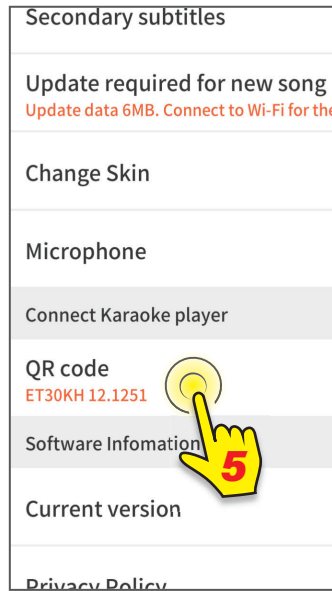 Secondary subtitles
Update required for new song
Update data 6MB. Connect to Wi-Fi for the
Change Skin
Microphone
Connect Karaoke player
QR code
ET30KH 12.1251
Software Infomation
5
Current version
Privacy Policy